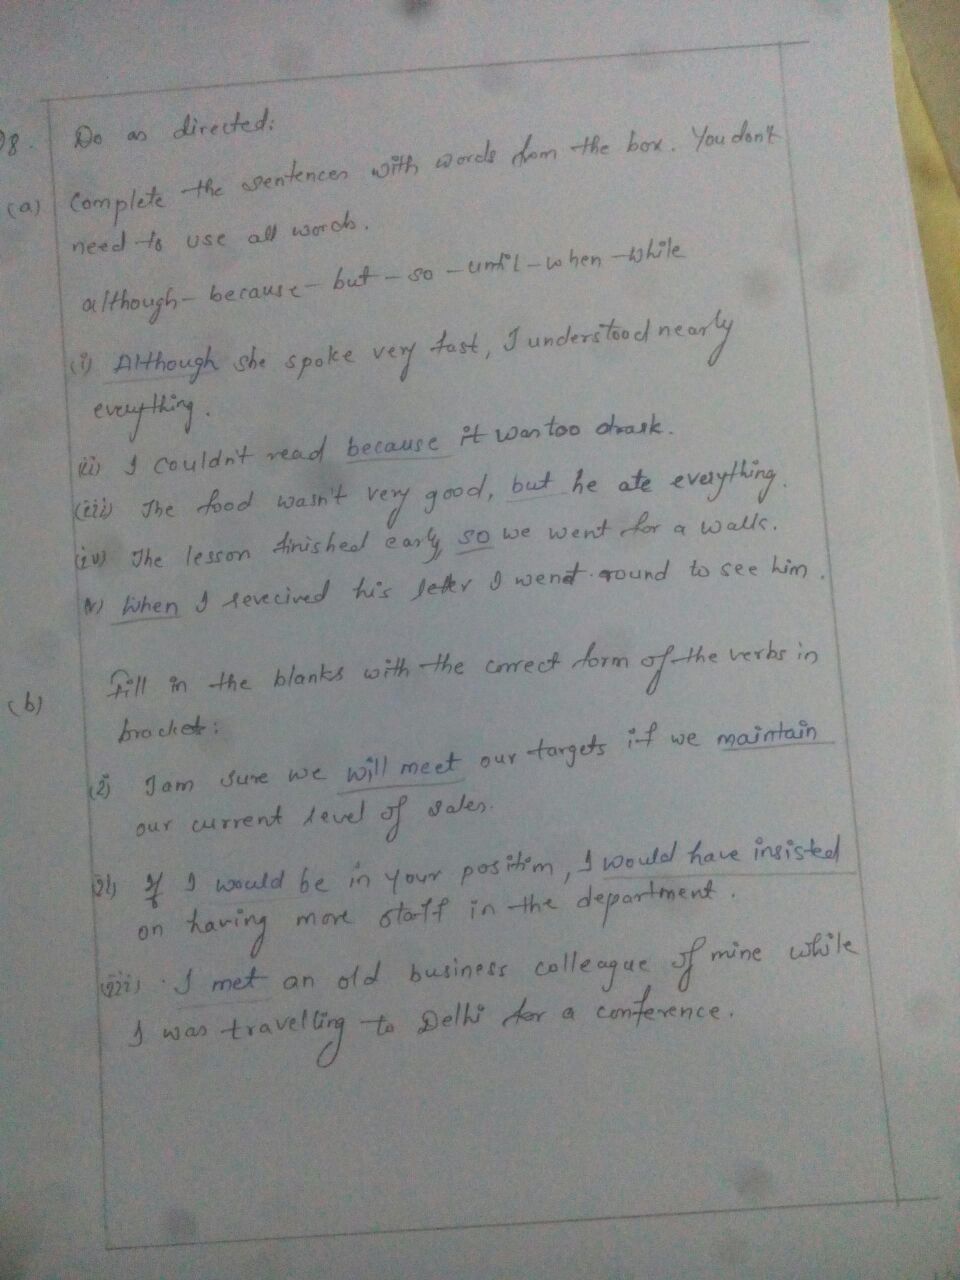 Q8. Do as directed:
(a) Complete the sentences with words from the box. You don't
need to use all words.
although - because - but - so - until - when - while
(i) Although she spoke very fast, I understood nearly
everything.
(ii) I couldn't read because it was too drask.
(iii) The food wasn't very good, but he ate everything.
(iv) The lesson finished early so we went for a walk.
(v) When I revecived his letter I went round to see him.
(b) Fill in the blanks with the correct form of the verbs in
bracket:
(i) I am sure we will meet our targets if we maintain
our current level of sales.
(ii) If I would be in your position, I would have insisted
on having more staff in the department.
(iii) I met an old business colleague of mine while
I was travelling to Delhi for a conference.